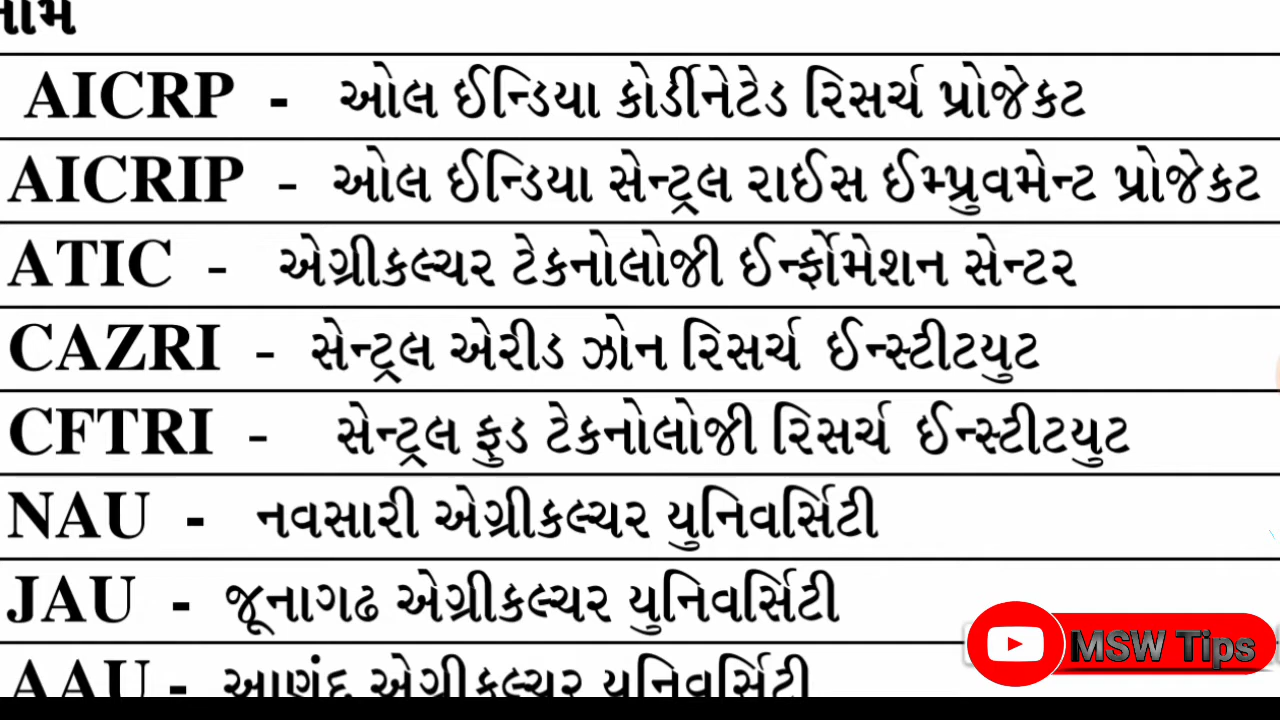 નામ
AICRP - ઓલ ઈન્ડિયા કોર્ડીનેટેડ રિસર્ચ પ્રોજેકટ
AICRIP - ઓલ ઈન્ડિયા સેન્ટ્રલ રાઈસ ઈમ્પ્રુવમેન્ટ પ્રોજેકટ
ATIC - એગ્રીકલ્ચર ટેકનોલોજી ઈન્ફોર્મેશન સેન્ટર
CAZRI - સેન્ટ્રલ એરીડ ઝોન રિસર્ચ ઈન્સ્ટીટયુટ
CFTRI - સેન્ટ્રલ ફુડ ટેકનોલોજી રિસર્ચ ઈન્સ્ટીટયુટ
NAU - નવસારી એગ્રીકલ્ચર યુનિવર્સિટી
JAU - જૂનાગઢ એગ્રીકલ્ચર યુનિવર્સિટી
AAU - આણંદ એગ્રીકલ્ચર યુનિવર્સિટી
MSW Tips